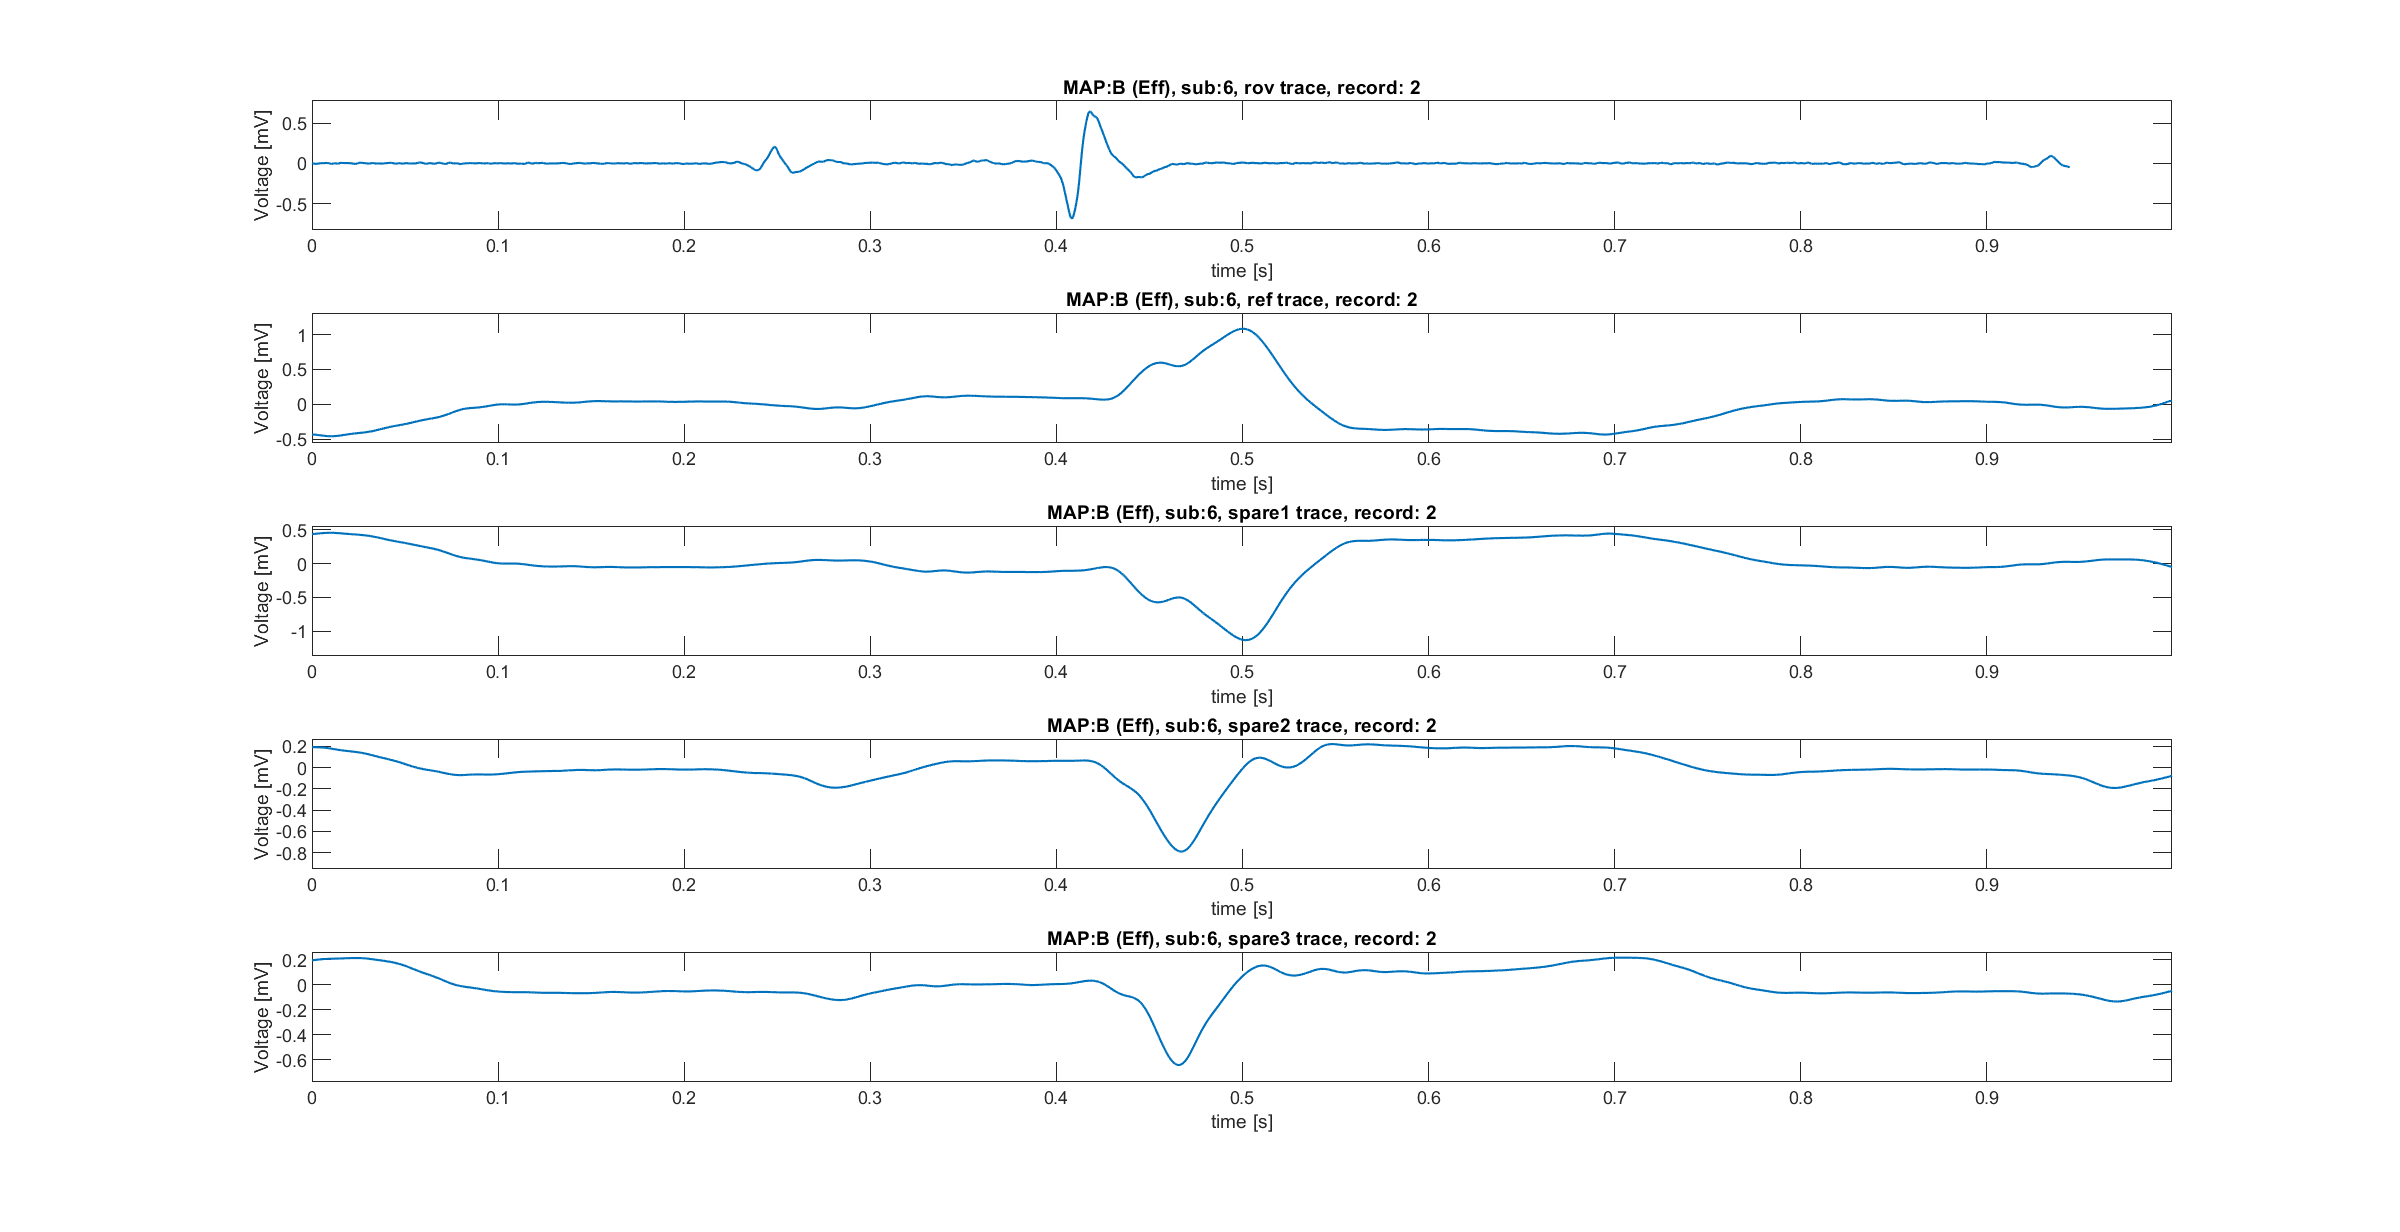 MAP:B (Eff), sub:6, rov trace, record: 2
Voltage [mV]
0.5
0
-0.5
0 0.1 0.2 0.3 0.4 0.5 0.6 0.7 0.8 0.9
time [s]
MAP:B (Eff), sub:6, ref trace, record: 2
Voltage [mV]
1
0.5
0
-0.5
0 0.1 0.2 0.3 0.4 0.5 0.6 0.7 0.8 0.9
time [s]
MAP:B (Eff), sub:6, spare1 trace, record: 2
Voltage [mV]
0.5
0
-0.5
-1
0 0.1 0.2 0.3 0.4 0.5 0.6 0.7 0.8 0.9
time [s]
MAP:B (Eff), sub:6, spare2 trace, record: 2
Voltage [mV]
0.2
0
-0.2
-0.4
-0.6
-0.8
0 0.1 0.2 0.3 0.4 0.5 0.6 0.7 0.8 0.9
time [s]
MAP:B (Eff), sub:6, spare3 trace, record: 2
Voltage [mV]
0.2
0
-0.2
-0.4
-0.6
0 0.1 0.2 0.3 0.4 0.5 0.6 0.7 0.8 0.9
time [s]